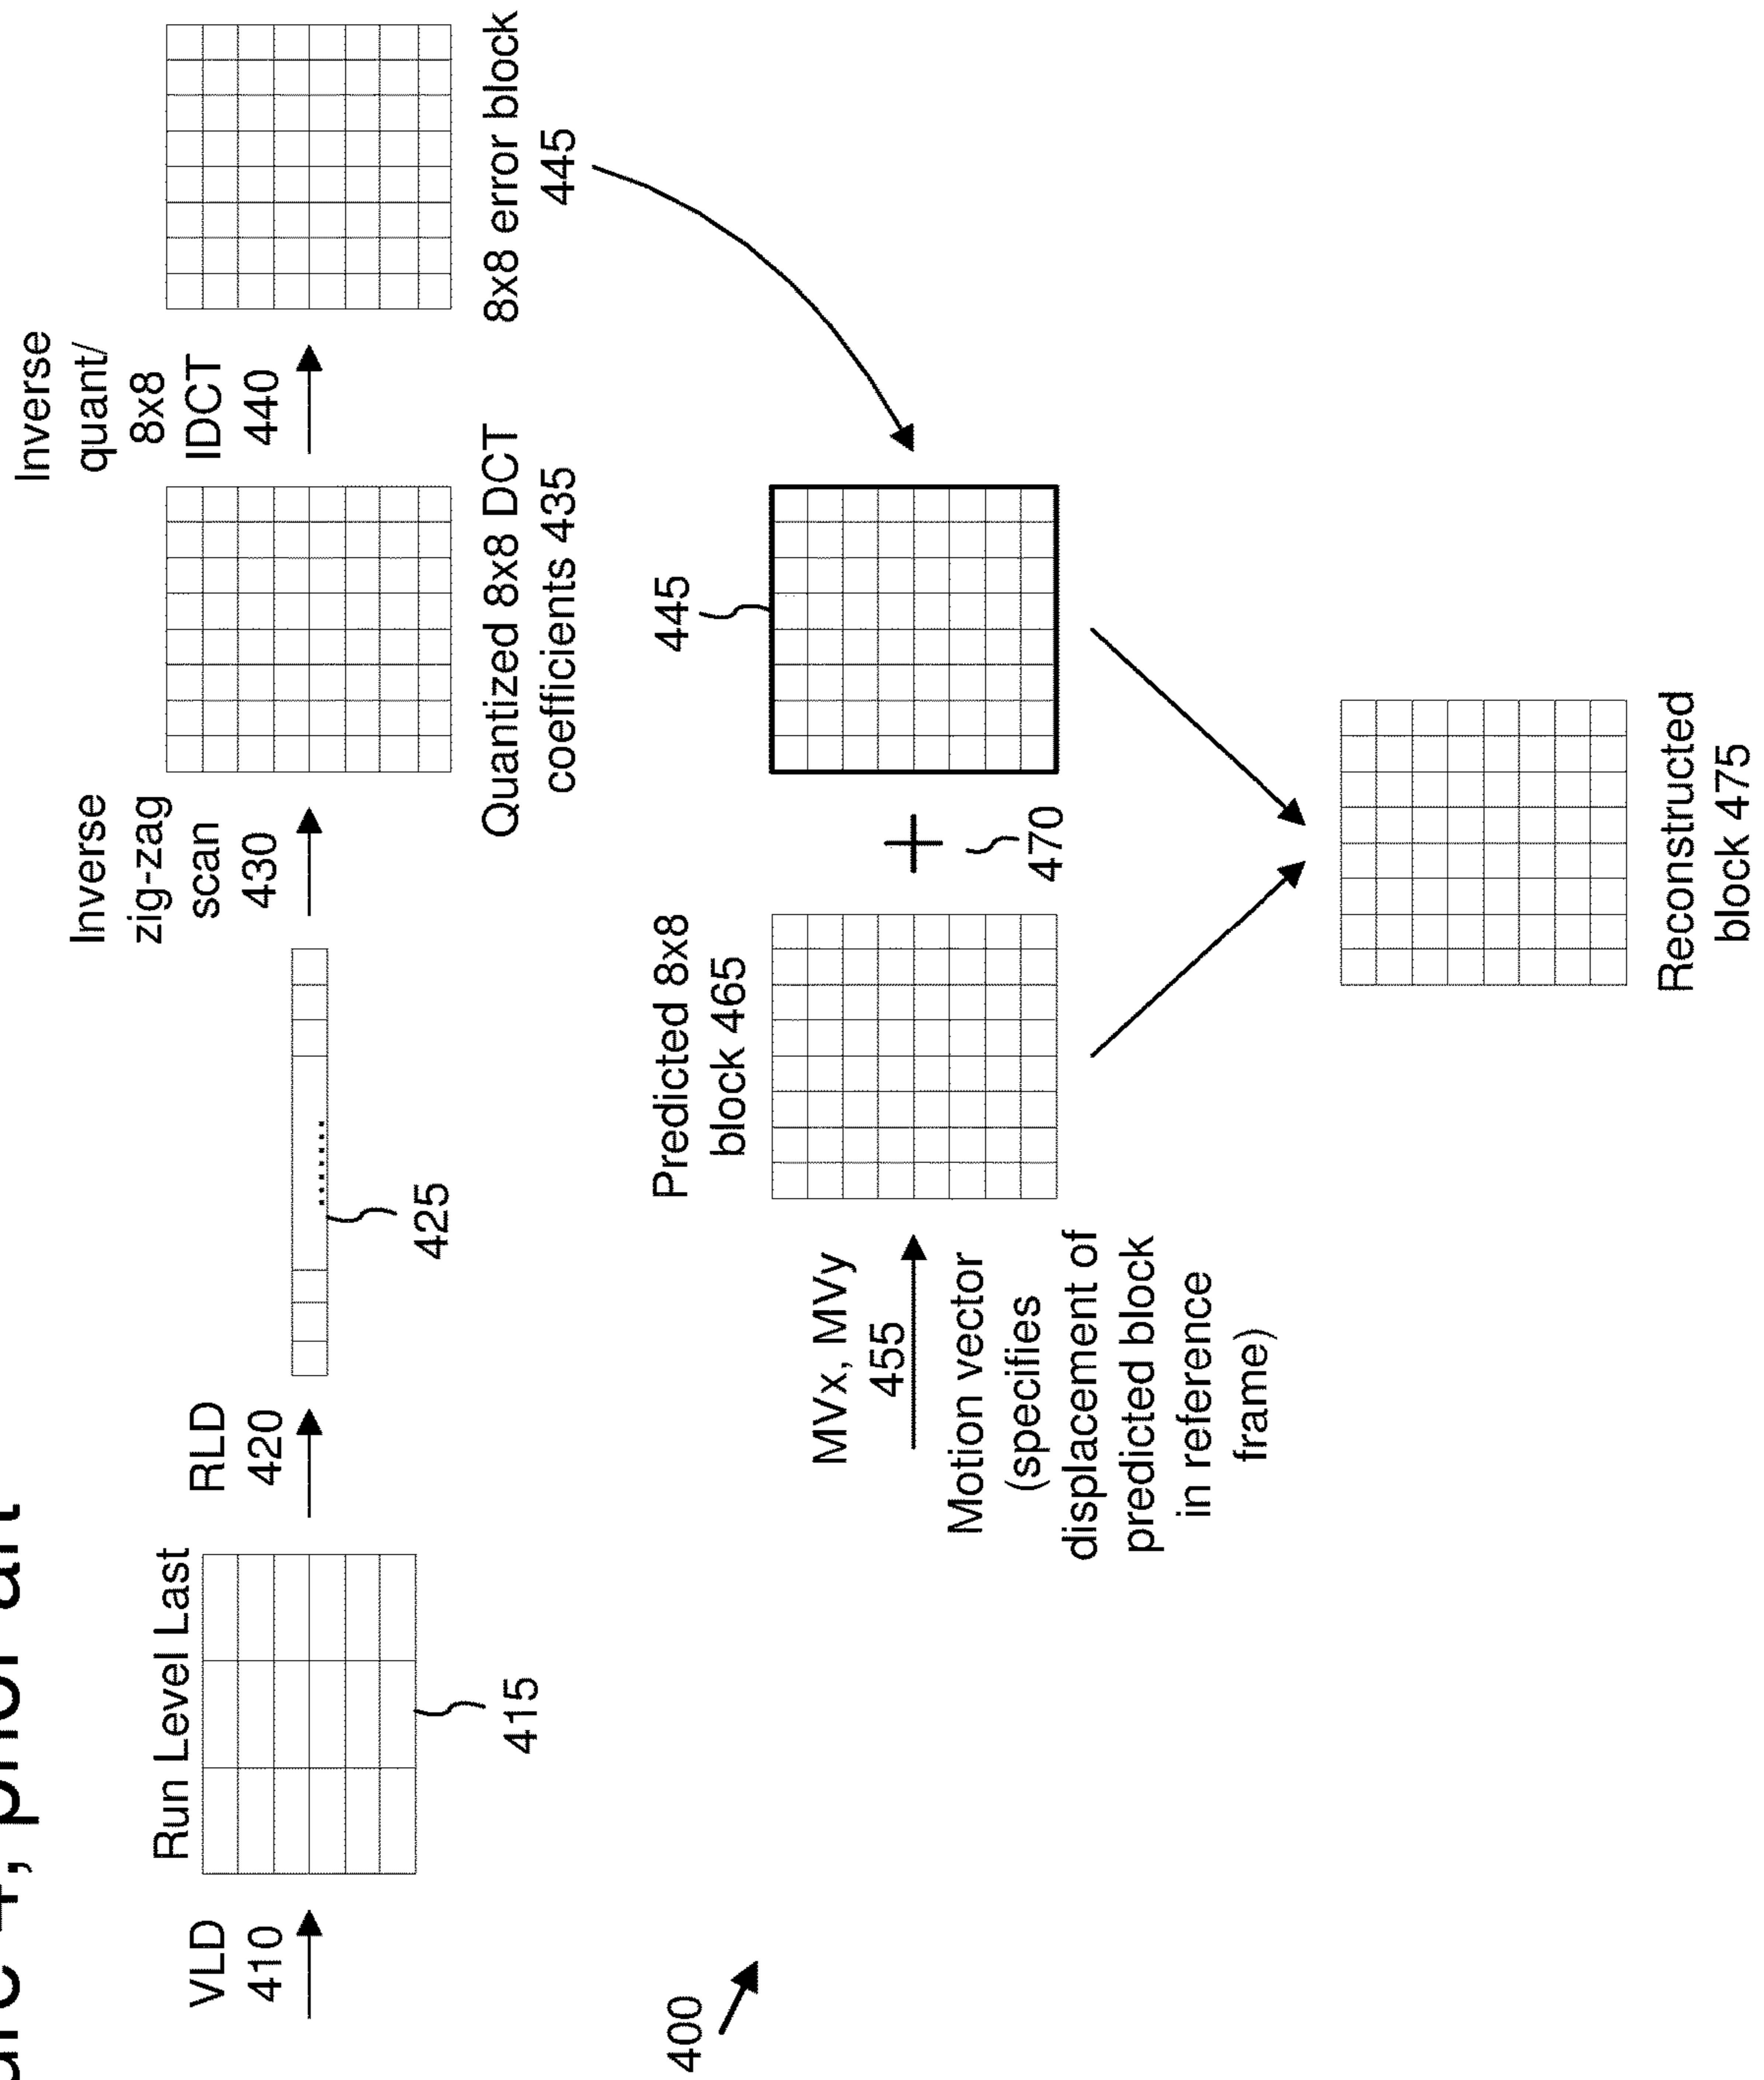 prior art
VLD
410
Run Level Last
415
RLD
420
425
Inverse
zig-zag
scan
430
Quantized 8x8 DCT
coefficients 435
Inverse
quant/
8x8
IDCT
440
8x8 error block
445
400
MVx, MVy
455
Motion vector
(specifies
displacement of
predicted block
in reference
frame)
Predicted 8x8
block 465
470
445
Reconstructed
block 475